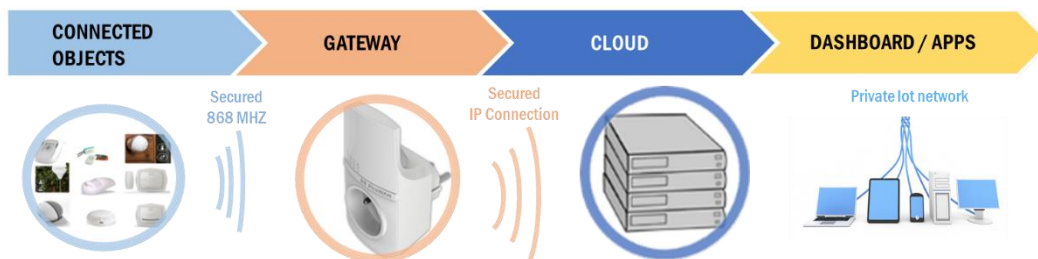 CONNECTED
OBJECTS
GATEWAY
CLOUD
DASHBOARD / APPS
Secured
868 MHZ
Secured
IP Connection
Private Iot network